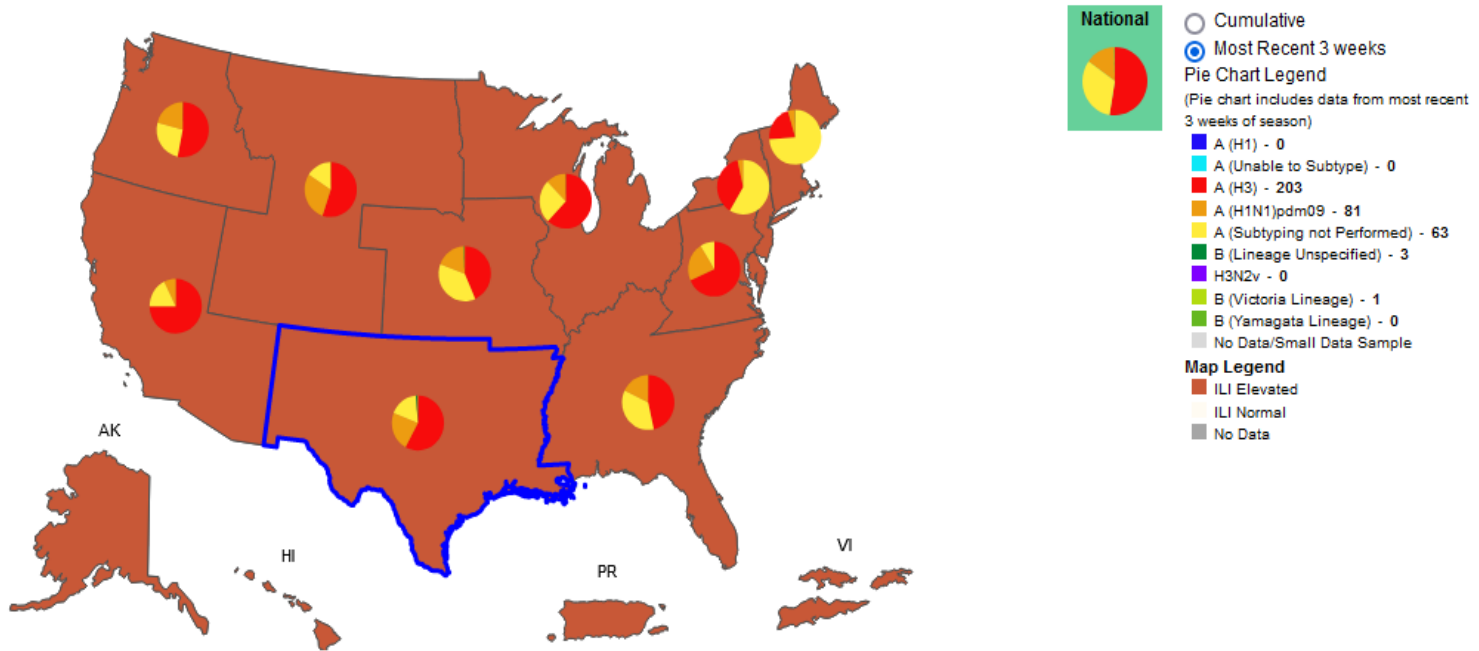 National
Cumulative
Most Recent 3 weeks
Pie Chart Legend
(Pie chart includes data from most recent
3 weeks of season)
A (H1) - 0
A (Unable to Subtype) - 0
A (H3) - 203
A (H1N1)pdm09 - 81
A (Subtyping not Performed) - 63
B (Lineage Unspecified) - 3
H3N2v - 0
B (Victoria Lineage) - 1
B (Yamagata Lineage) - 0
No Data/Small Data Sample
Map Legend
ILI Elevated
ILI Normal
No Data
AK
HI
PR
VI